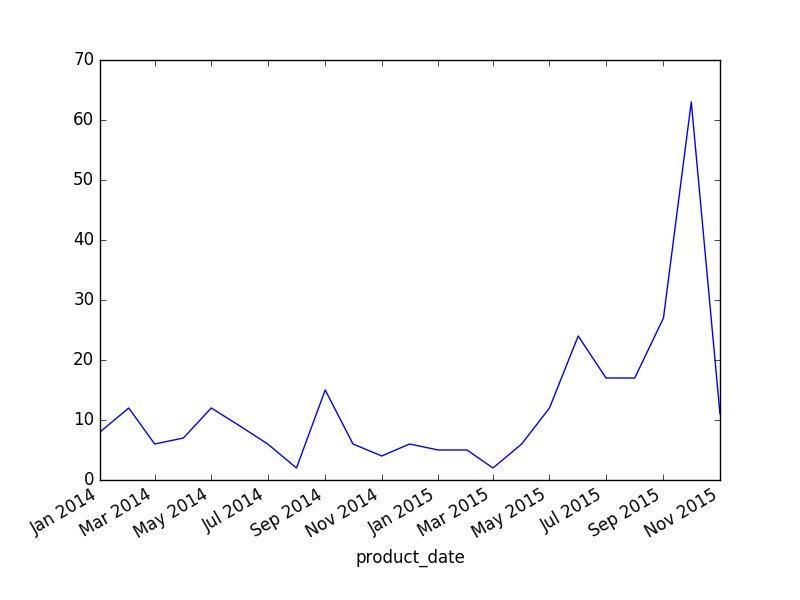 70
60
50
40
30
20
10
0
Jan 2014
Mar 2014
May 2014
Jul 2014
Sep 2014
Nov 2014
Jan 2015
Mar 2015
May 2015
Jul 2015
Sep 2015
Nov 2015
product_date